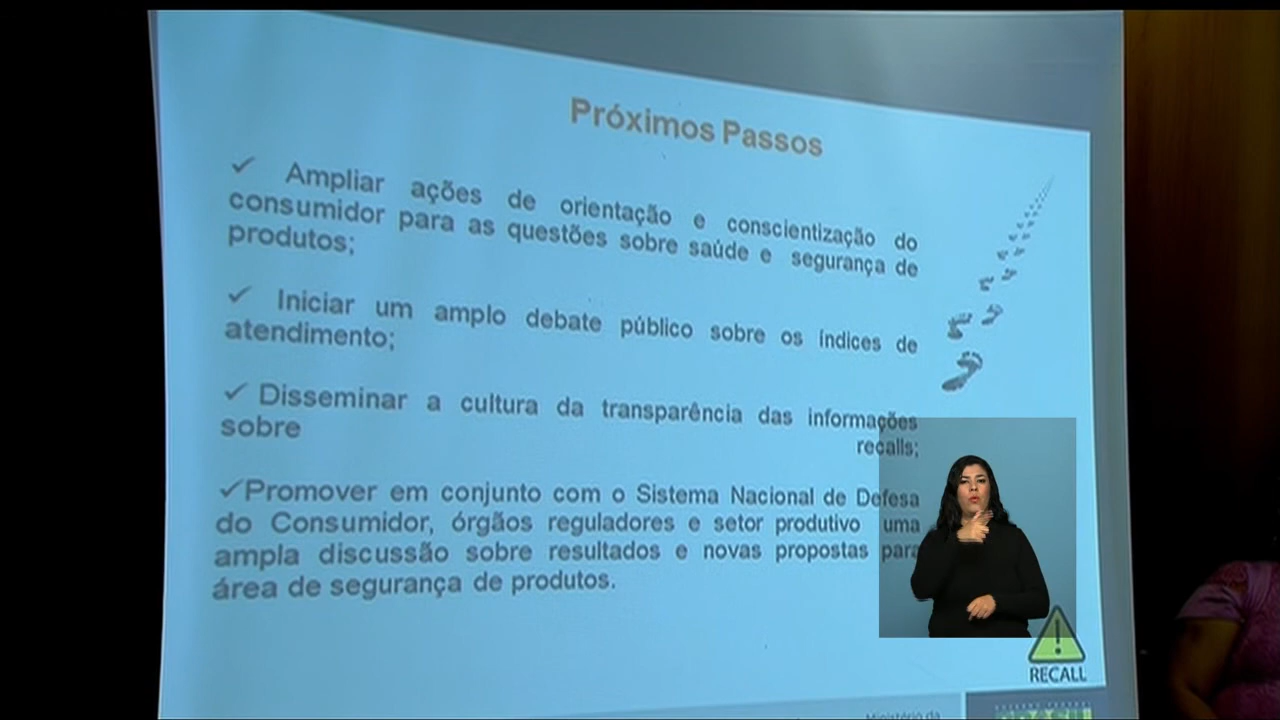 Próximos Passos
✓ Ampliar ações de orientação e conscientização do
consumidor para as questões sobre saúde e segurança de
produtos;
✓ Iniciar um amplo debate público sobre os índices de
atendimento;
✓ Disseminar a cultura da transparência das informações
sobre recalls;
✓Promover em conjunto com o Sistema Nacional de Defesa
do Consumidor, órgãos reguladores e setor produtivo uma
ampla discussão sobre resultados e novas propostas para
área de segurança de produtos.
RECALL
Ministério da